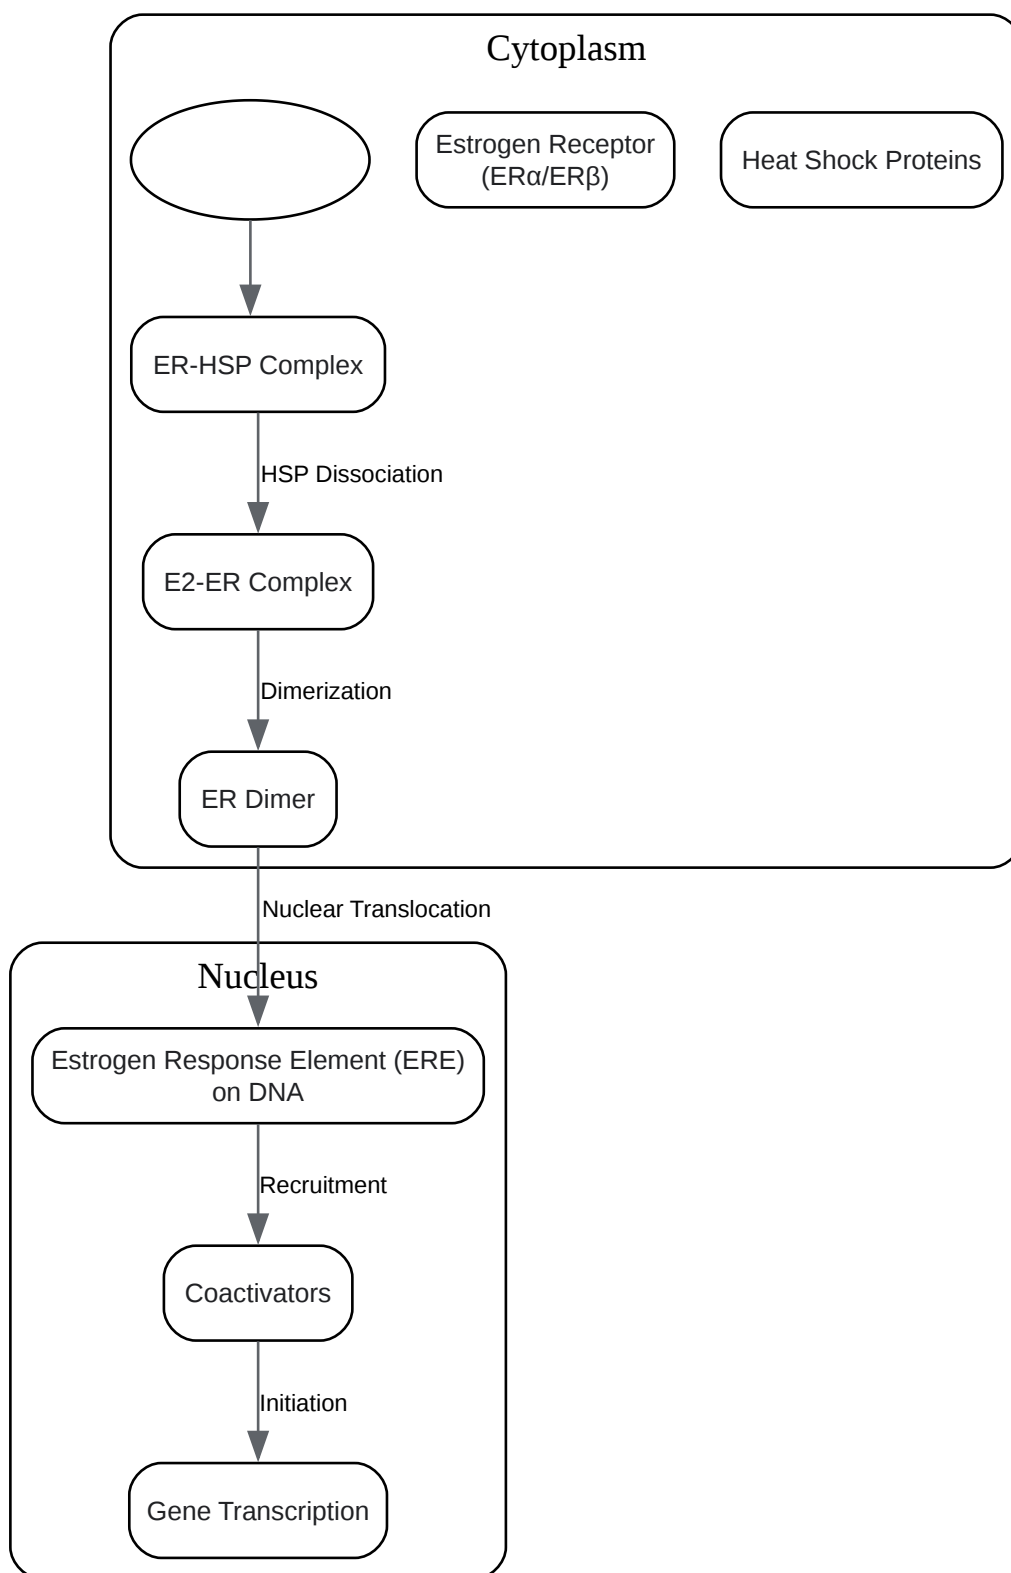 Cytoplasm
Estrogen Receptor
(ERα/ERβ)
Heat Shock Proteins
ER-HSP Complex
HSP Dissociation
E2-ER Complex
Dimerization
ER Dimer
Nuclear Translocation
Nucleus
Estrogen Response Element (ERE)
on DNA
Recruitment
Coactivators
Initiation
Gene Transcription